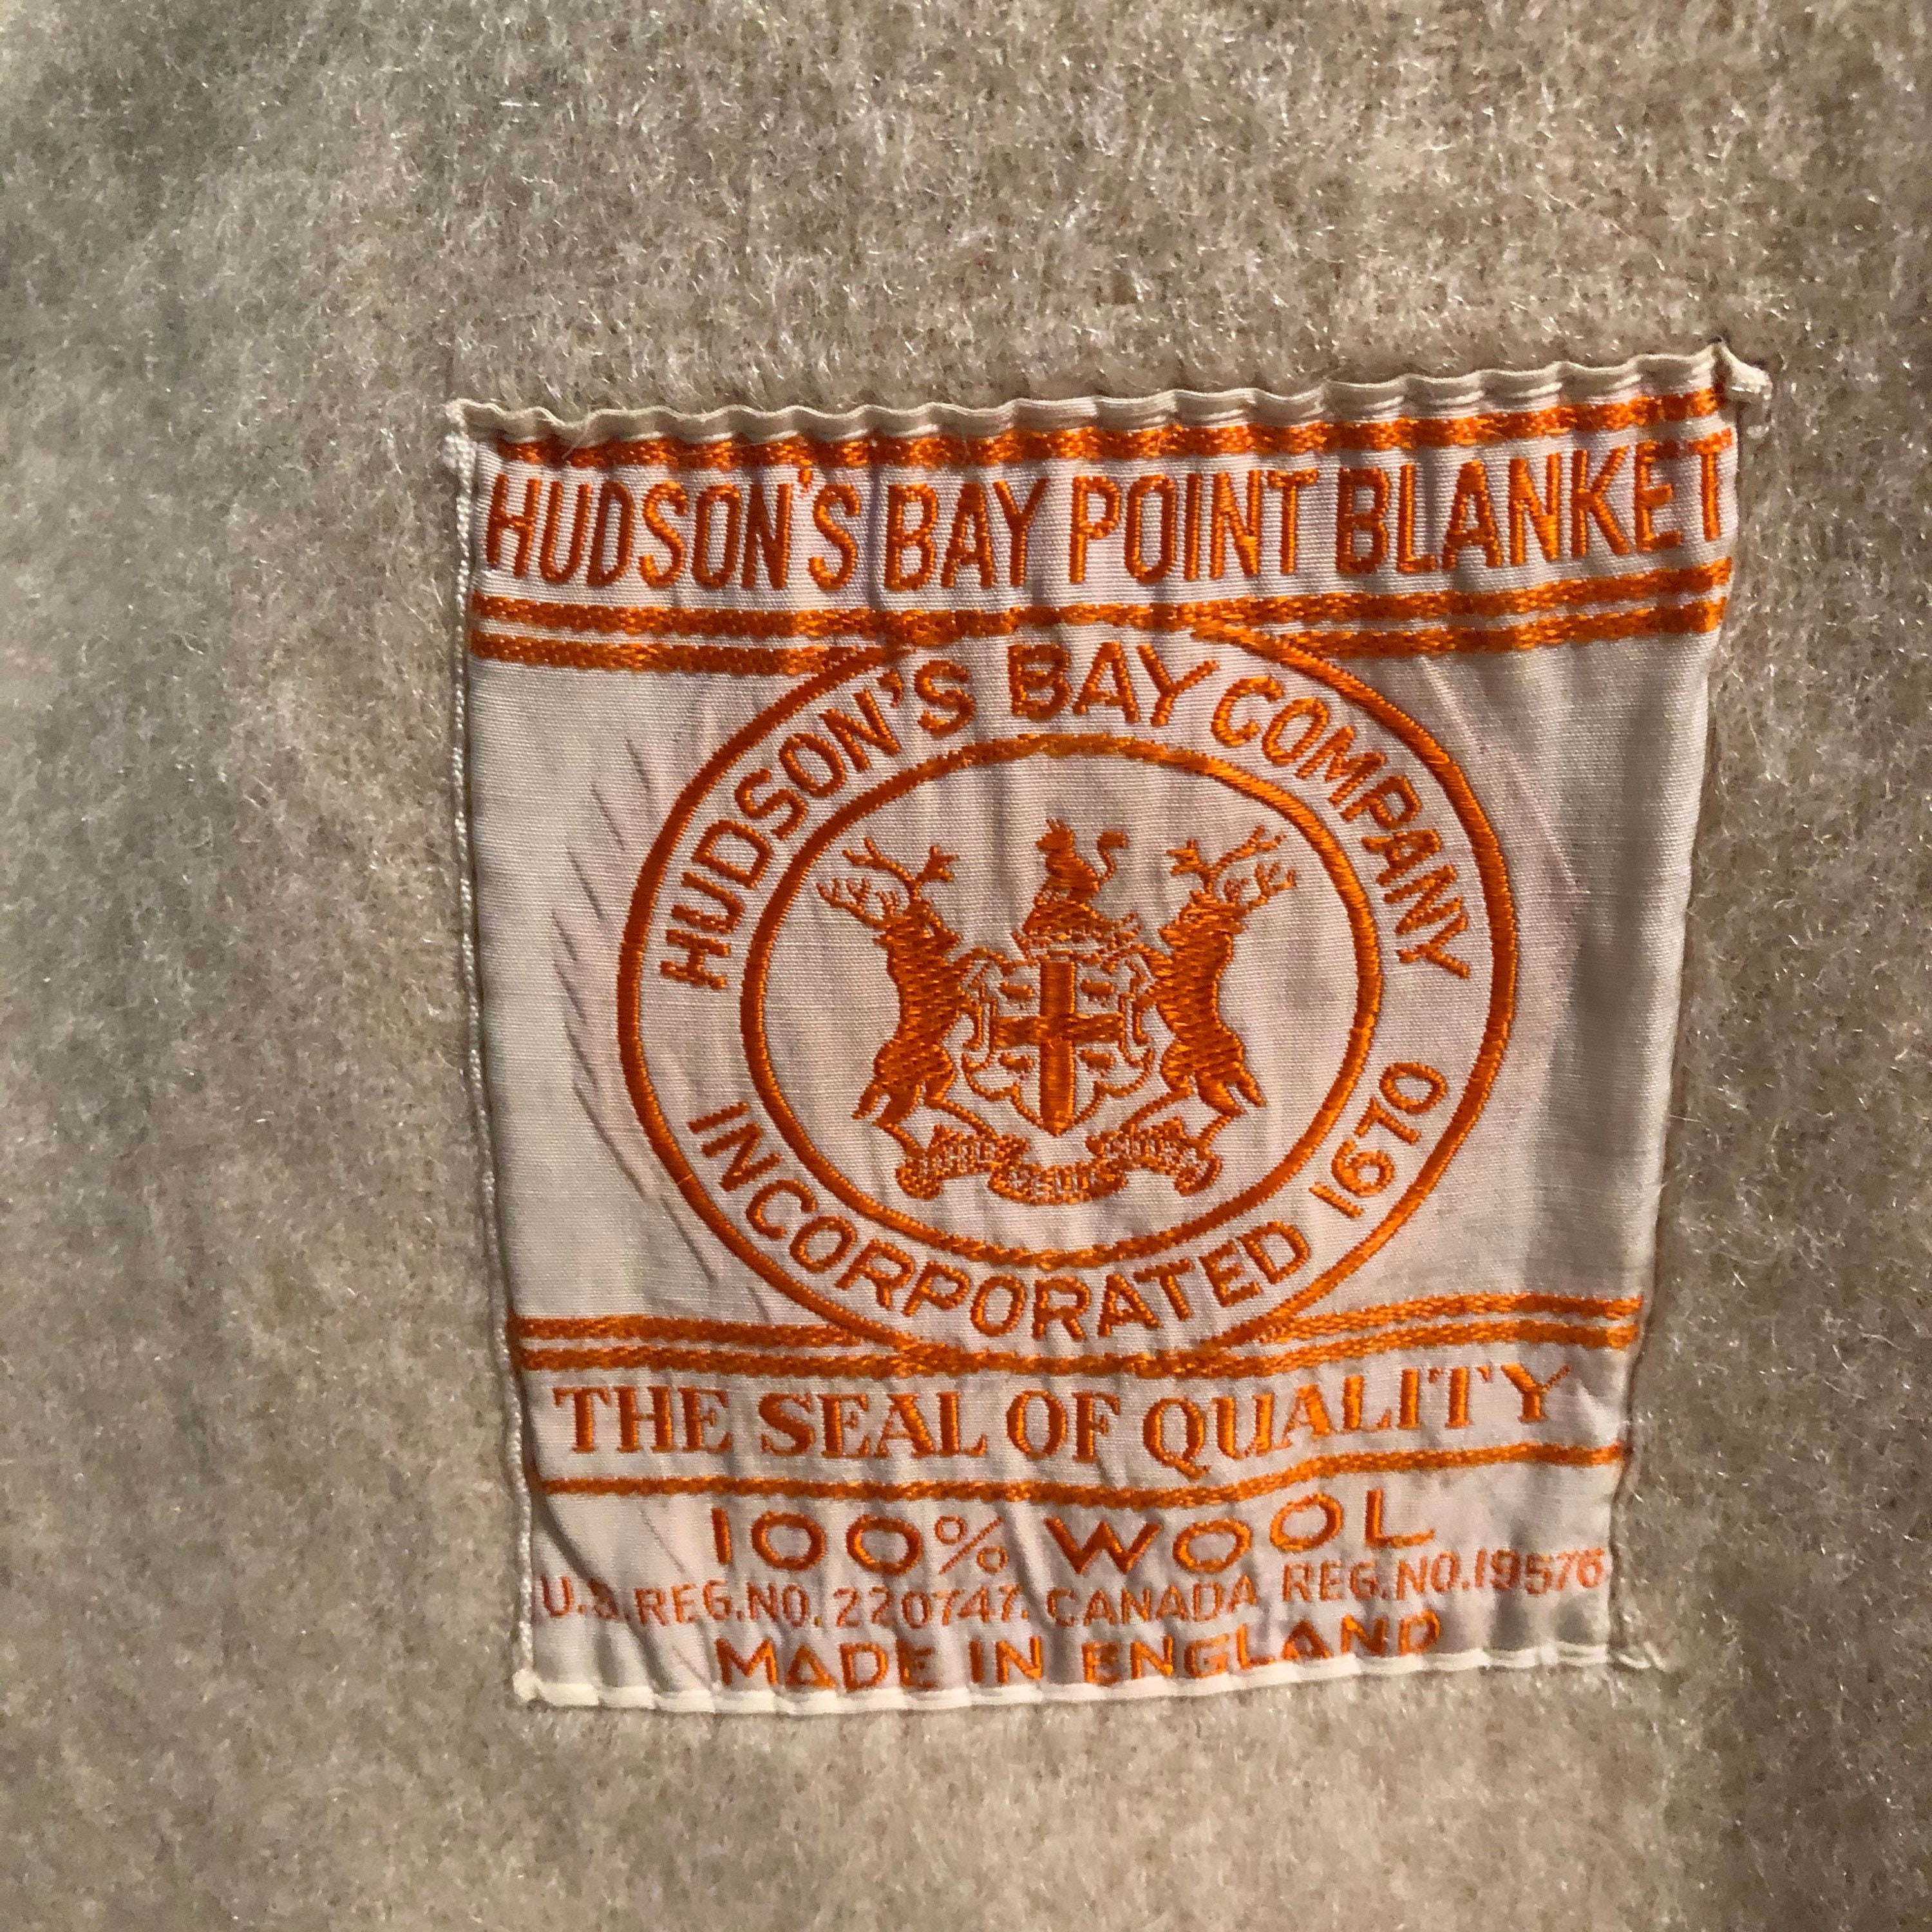 HUDSON'S BAY POINT BLANKET
HUDSON'S BAY COMPANY
INCORPORATED 1670
THE SEAL OF QUALITY
100% WOOL
U.S.REG.NO.220747. CANADA REG.NO.19576
MADE IN ENGLAND